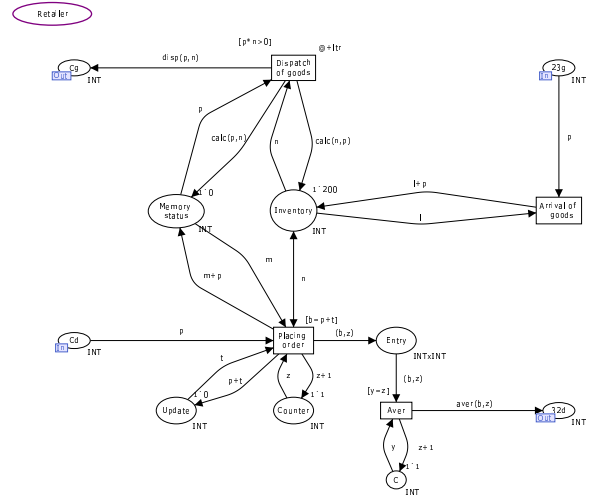 Retailer
[p*n>0]
@+ltr
disp(p,n)
Cg
Out
INT
Dispatch
of goods
23g
In
INT
p
calc(p,n)
n
calc(n,p)
p
1`0
Memory
status
INT
1`200
Inventory
INT
l+p
l
Arrival of
goods
m
m+p
n
[b=p+t]
p
Cd
In
INT
Placing
order
(b,z)
Entry
INTxINT
t
p+t
z
z+1
(b,z)
1`0
Update
INT
1`1
Counter
INT
[y=z]
Aver
aver(b,z)
32d
Out
INT
y
z+1
1`1
C
INT